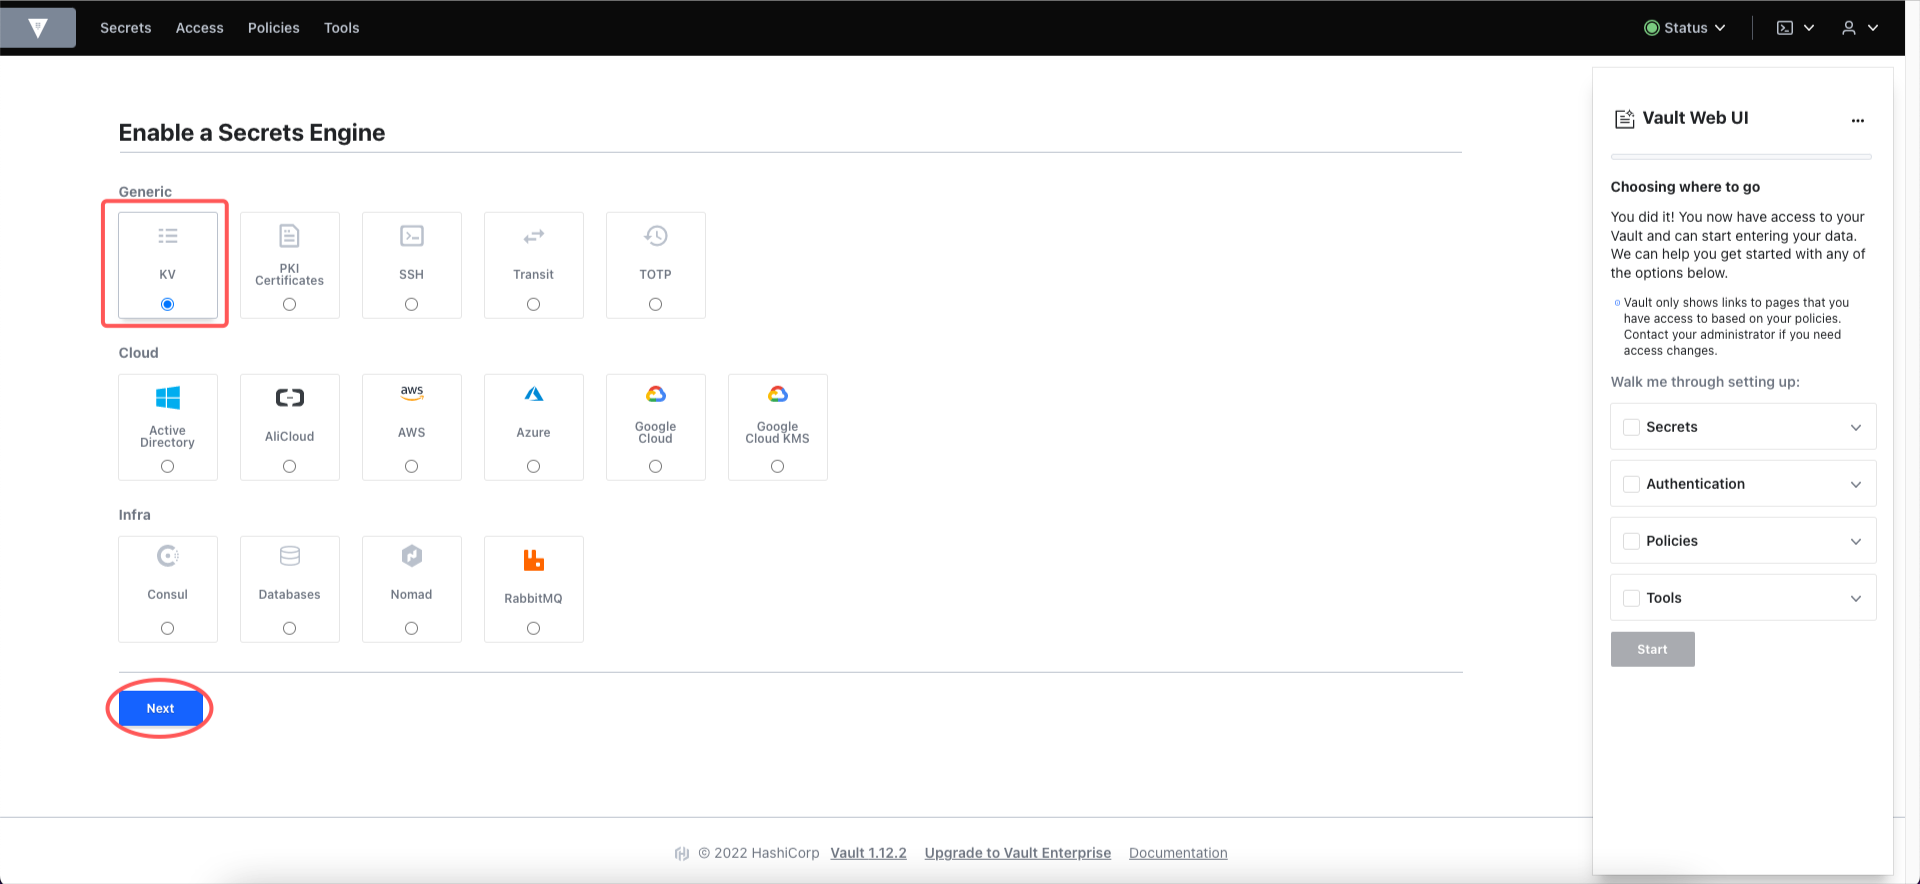 Secrets Access Policies Tools
Status
Enable a Secrets Engine
Generic
KV
PKI
Certificates
SSH
Transit
TOTP
Cloud
Active
Directory
AliCloud
aws
AWS
Azure
Google
Cloud
Google
Cloud KMS
Infra
Consul
Databases
Nomad
RabbitMQ
Next
Vault Web UI
Choosing where to go
You did it! You now have access to your
Vault and can start entering your data.
We can help you get started with any of
the options below.
Vault only shows links to pages that you
have access to based on your policies.
Contact your administrator if you need
access changes.
Walk me through setting up:
Secrets
Authentication
Policies
Tools
Start
© 2022 HashiCorp Vault 1.12.2 Upgrade to Vault Enterprise Documentation